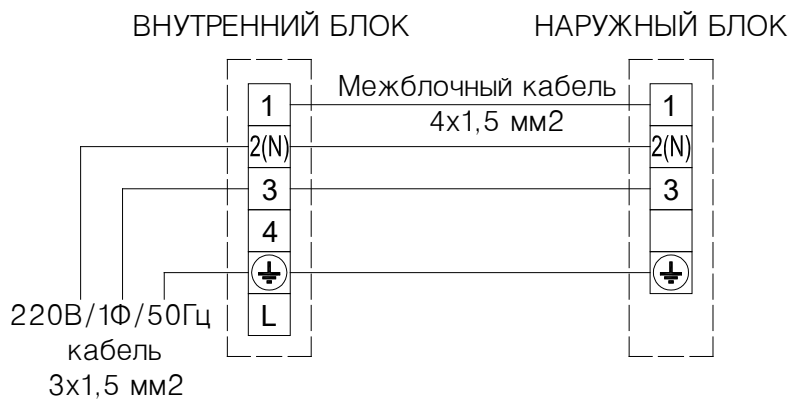 ВНУТРЕННИЙ БЛОК
НАРУЖНЫЙ БЛОК
Межблочный кабель
4х1,5 мм2
1
2(N)
3
4
L
1
2(N)
3
220В/1Ф/50Гц
кабель
3х1,5 мм2